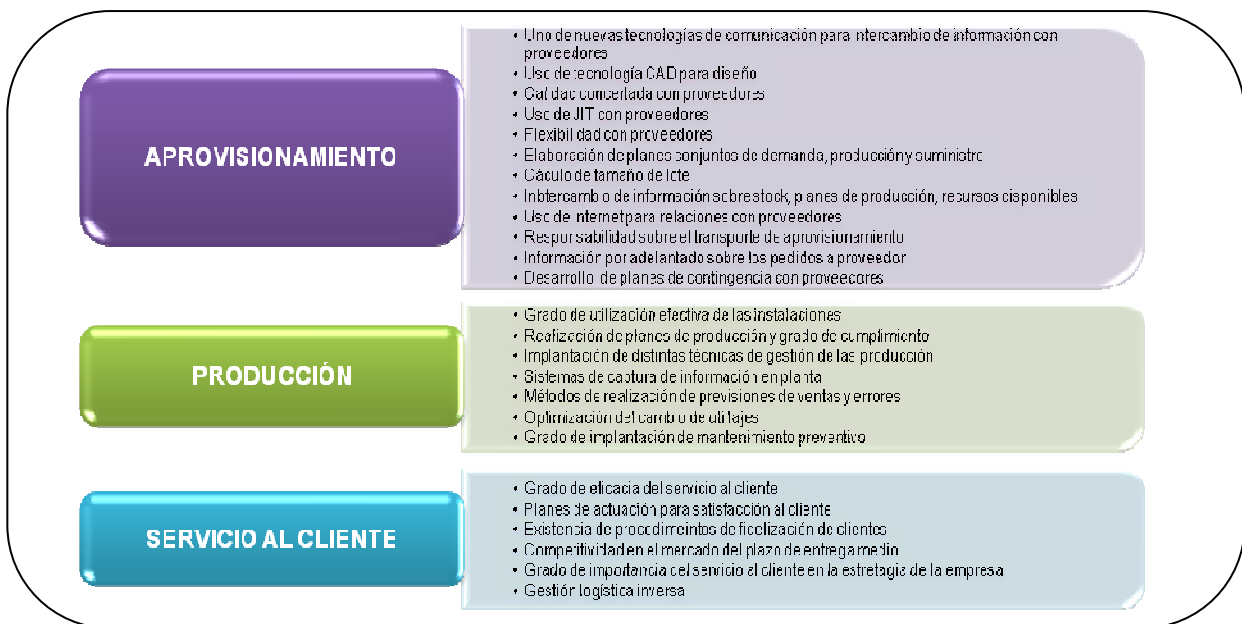 APROVISIONAMIENTO
• Uno de nuevas tecnologías de comunicación para intercambio de información con
proveedores
• Uso de tecnología CAD para diseño
• Calidad concertada con proveedores
• Uso de JIT con proveedores
• Flexibilidad con proveedores
• Elaboración de planes conjuntos de demanda, producción y suministro
• Cáculo de tamaño de lote
• Inbtercambio de información sobre stock, planes de producción, recursos disponibles
• Uso de internet para relaciones con proveedores
• Responsabilidad sobre el transporte de aprovisionamiento
• Información por adelantado sobre los pedidos a proveedor
• Desarrollo de planes de contingencia con proveedores
PRODUCCIÓN
• Grado de utilización efectiva de las instalaciones
• Realización de planes de producción y grado de cumplimiento
• Implantación de distintas técnicas de gestión de las producción
• Sistemas de captura de información en planta
• Métodos de realización de previsiones de ventas y errores
• Optimización del cambio de utillajes
• Grado de implantación de mantenimiento preventivo
SERVICIO AL CLIENTE
• Grado de eficacia del servicio al cliente
• Planes de actuación para satisfacción al cliente
• Existencia de procedimeintos de fidelización de clientes
• Competitividad en el mercado del plazo de entrega medio
• Grado de importancia del servicio al cliente en la estretagia de la empresa
• Gestión logística inversa